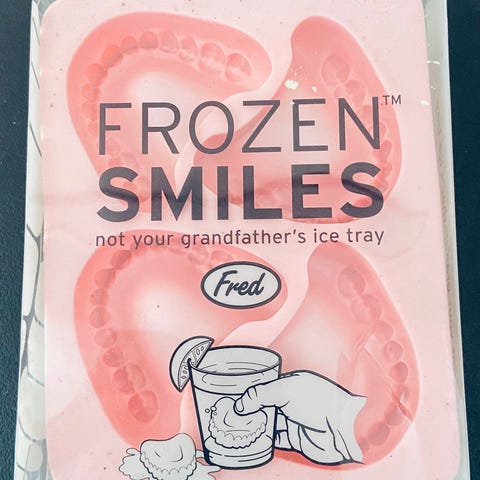 FROZEN™
SMILES
not your grandfather's ice tray
Fred